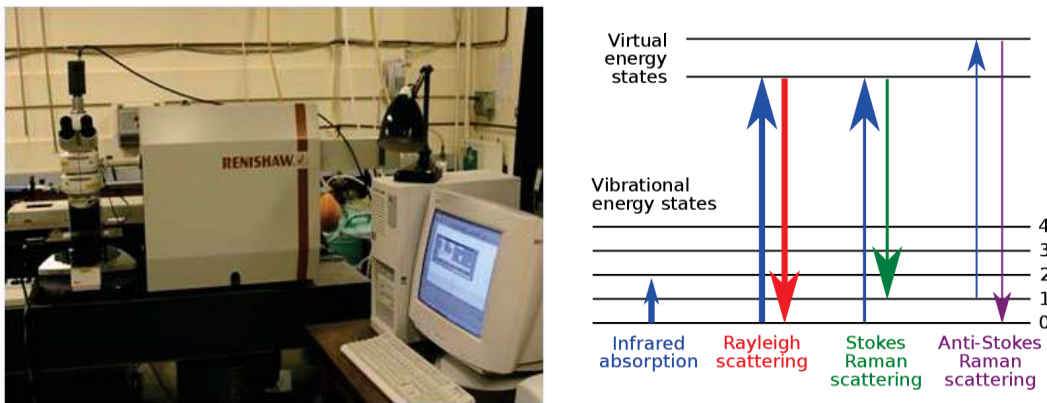 RENISHAW
Virtual
energy
states
Vibrational
energy states
4
3
2
1
0
Infrared
absorption
Rayleigh
scattering
Stokes
Raman
scattering
Anti-Stokes
Raman
scattering